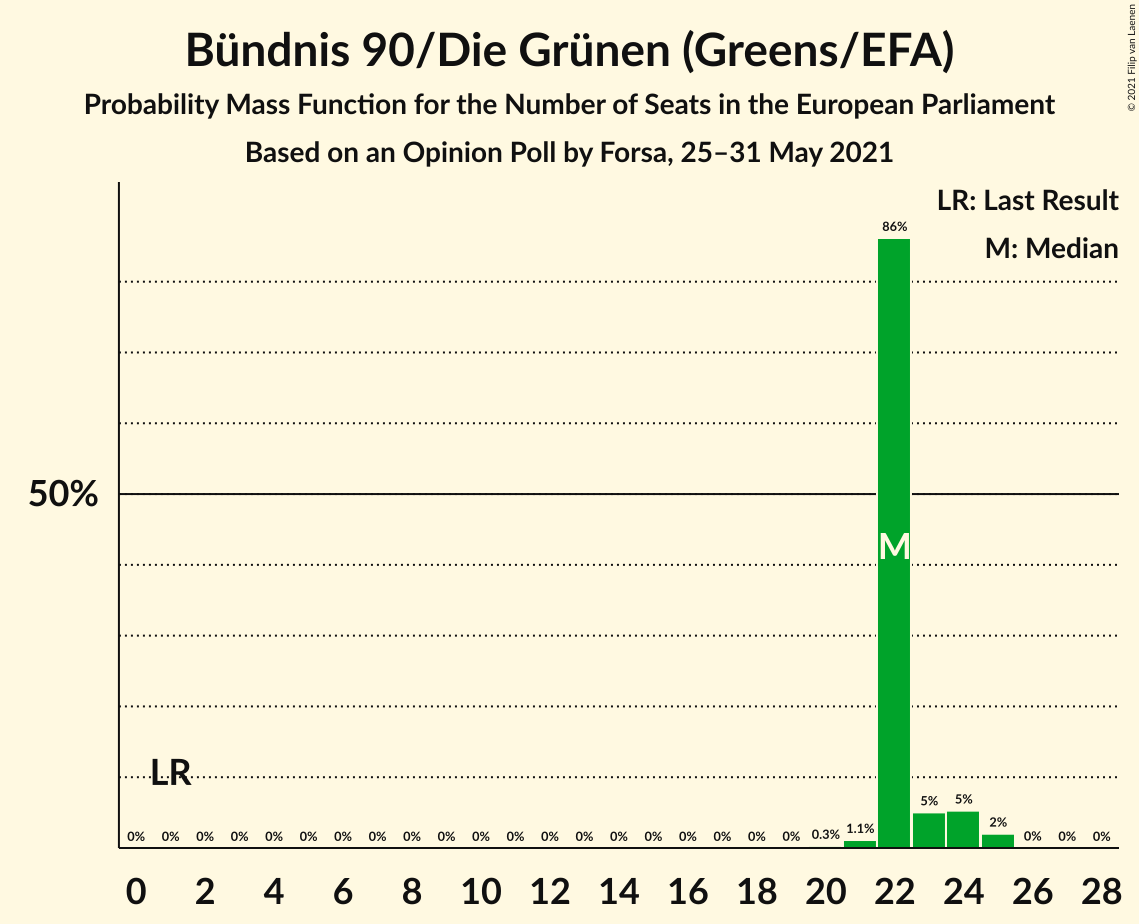 Bündnis 90/Die Grünen (Greens/EFA)
Probability Mass Function for the Number of Seats in the European Parliament
Based on an Opinion Poll by Forsa, 25–31 May 2021
© 2021 Filip van Laenen
LR: Last Result
M: Median
86%
50%
M
LR
0% 0% 0% 0% 0% 0% 0% 0% 0% 0% 0% 0% 0% 0% 0% 0% 0% 0% 0% 0% 0.3% 1.1% 5% 5% 2% 0% 0% 0%
0 2 4 6 8 10 12 14 16 18 20 22 24 26 28